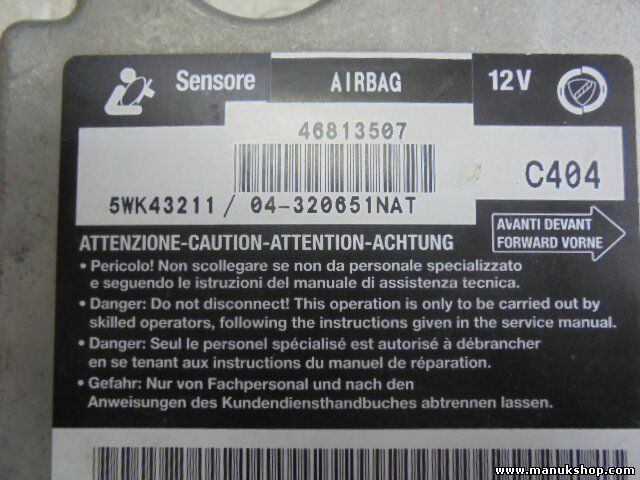 Sensore AIRBAG 12V
46813507
C404
5WK43211 / 04-320651NAT
ATTENZIONE-CAUTION-ATTENTION-ACHTUNG
AVANTI DEVANT
FORWARD VORNE
• Pericolo! Non scollegare se non da personale specializzato
e seguendo le istruzioni del manuale di assistenza tecnica.
• Danger: Do not disconnect! This operation is only to be carried out by
skilled operators, following the instructions given in the service manual.
• Danger: Seul le personel spécialisé est autorisé à débrancher
en se tenant aux instructions du manuel de réparation.
• Gefahr: Nur von Fachpersonal und nach den
Anweisungen des Kundendiensthandbuches abtrennen lassen.
www.manukshop.com